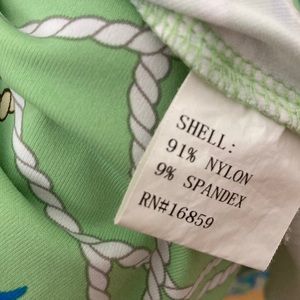 SHELL:
91% NYLON
9% SPANDEX
RN#16859